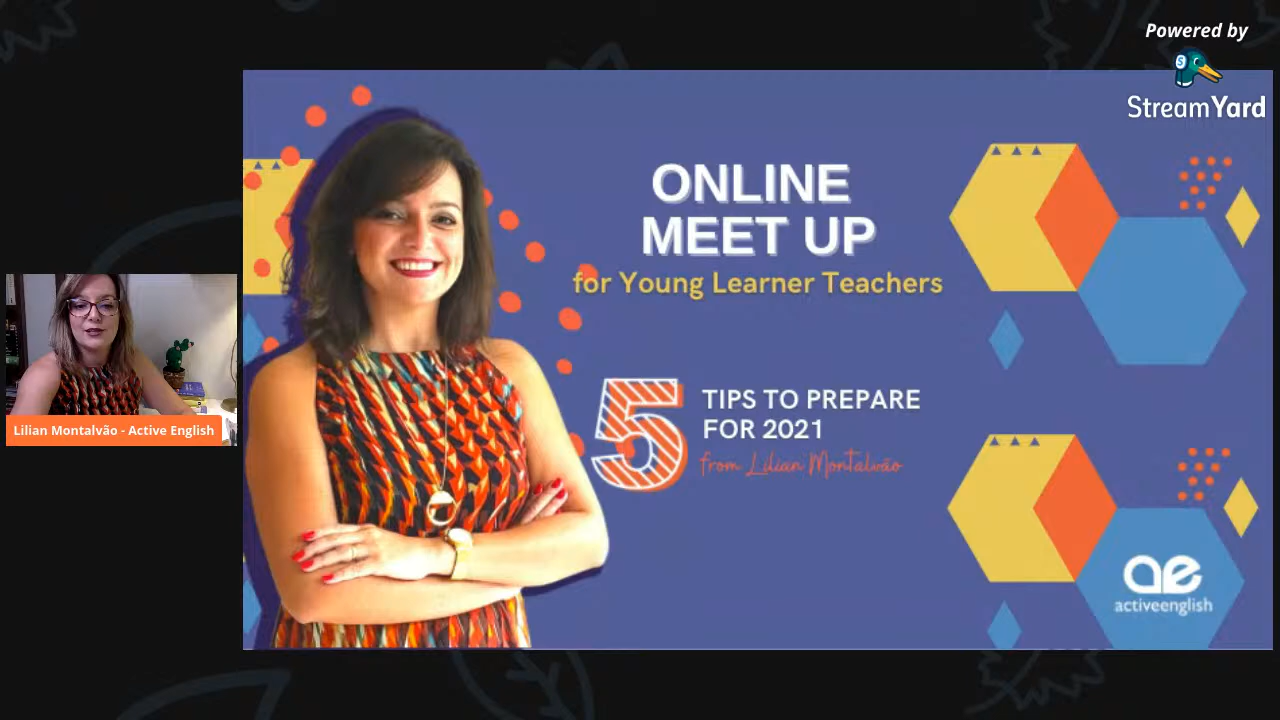 Powered by
StreamYard
ONLINE
MEET UP
for Young Learner Teachers
5
TIPS TO PREPARE
FOR 2021
from Lilian Montalvão
Lilian Montalvão - Active English
ae
activeenglish